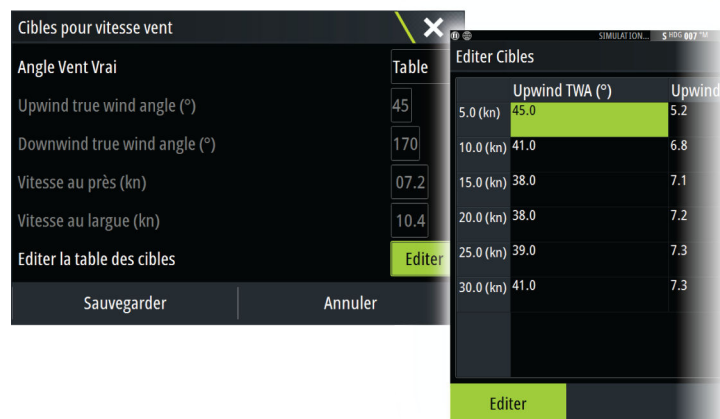 Cibles pour vitesse vent
Angle Vent Vrai Table
Upwind true wind angle (°) 45
Downwind true wind angle (°) 170
Vitesse au près (kn) 07.2
Vitesse au largue (kn) 10.4
Editer la table des cibles Editer
Sauvegarder Annuler
SIMULATION... S HDG 007 °M
Editer Cibles
Upwind TWA (°) Upwind
5.0 (kn) 45.0 5.2
10.0 (kn) 41.0 6.8
15.0 (kn) 38.0 7.1
20.0 (kn) 38.0 7.2
25.0 (kn) 39.0 7.3
30.0 (kn) 41.0 7.3
Editer